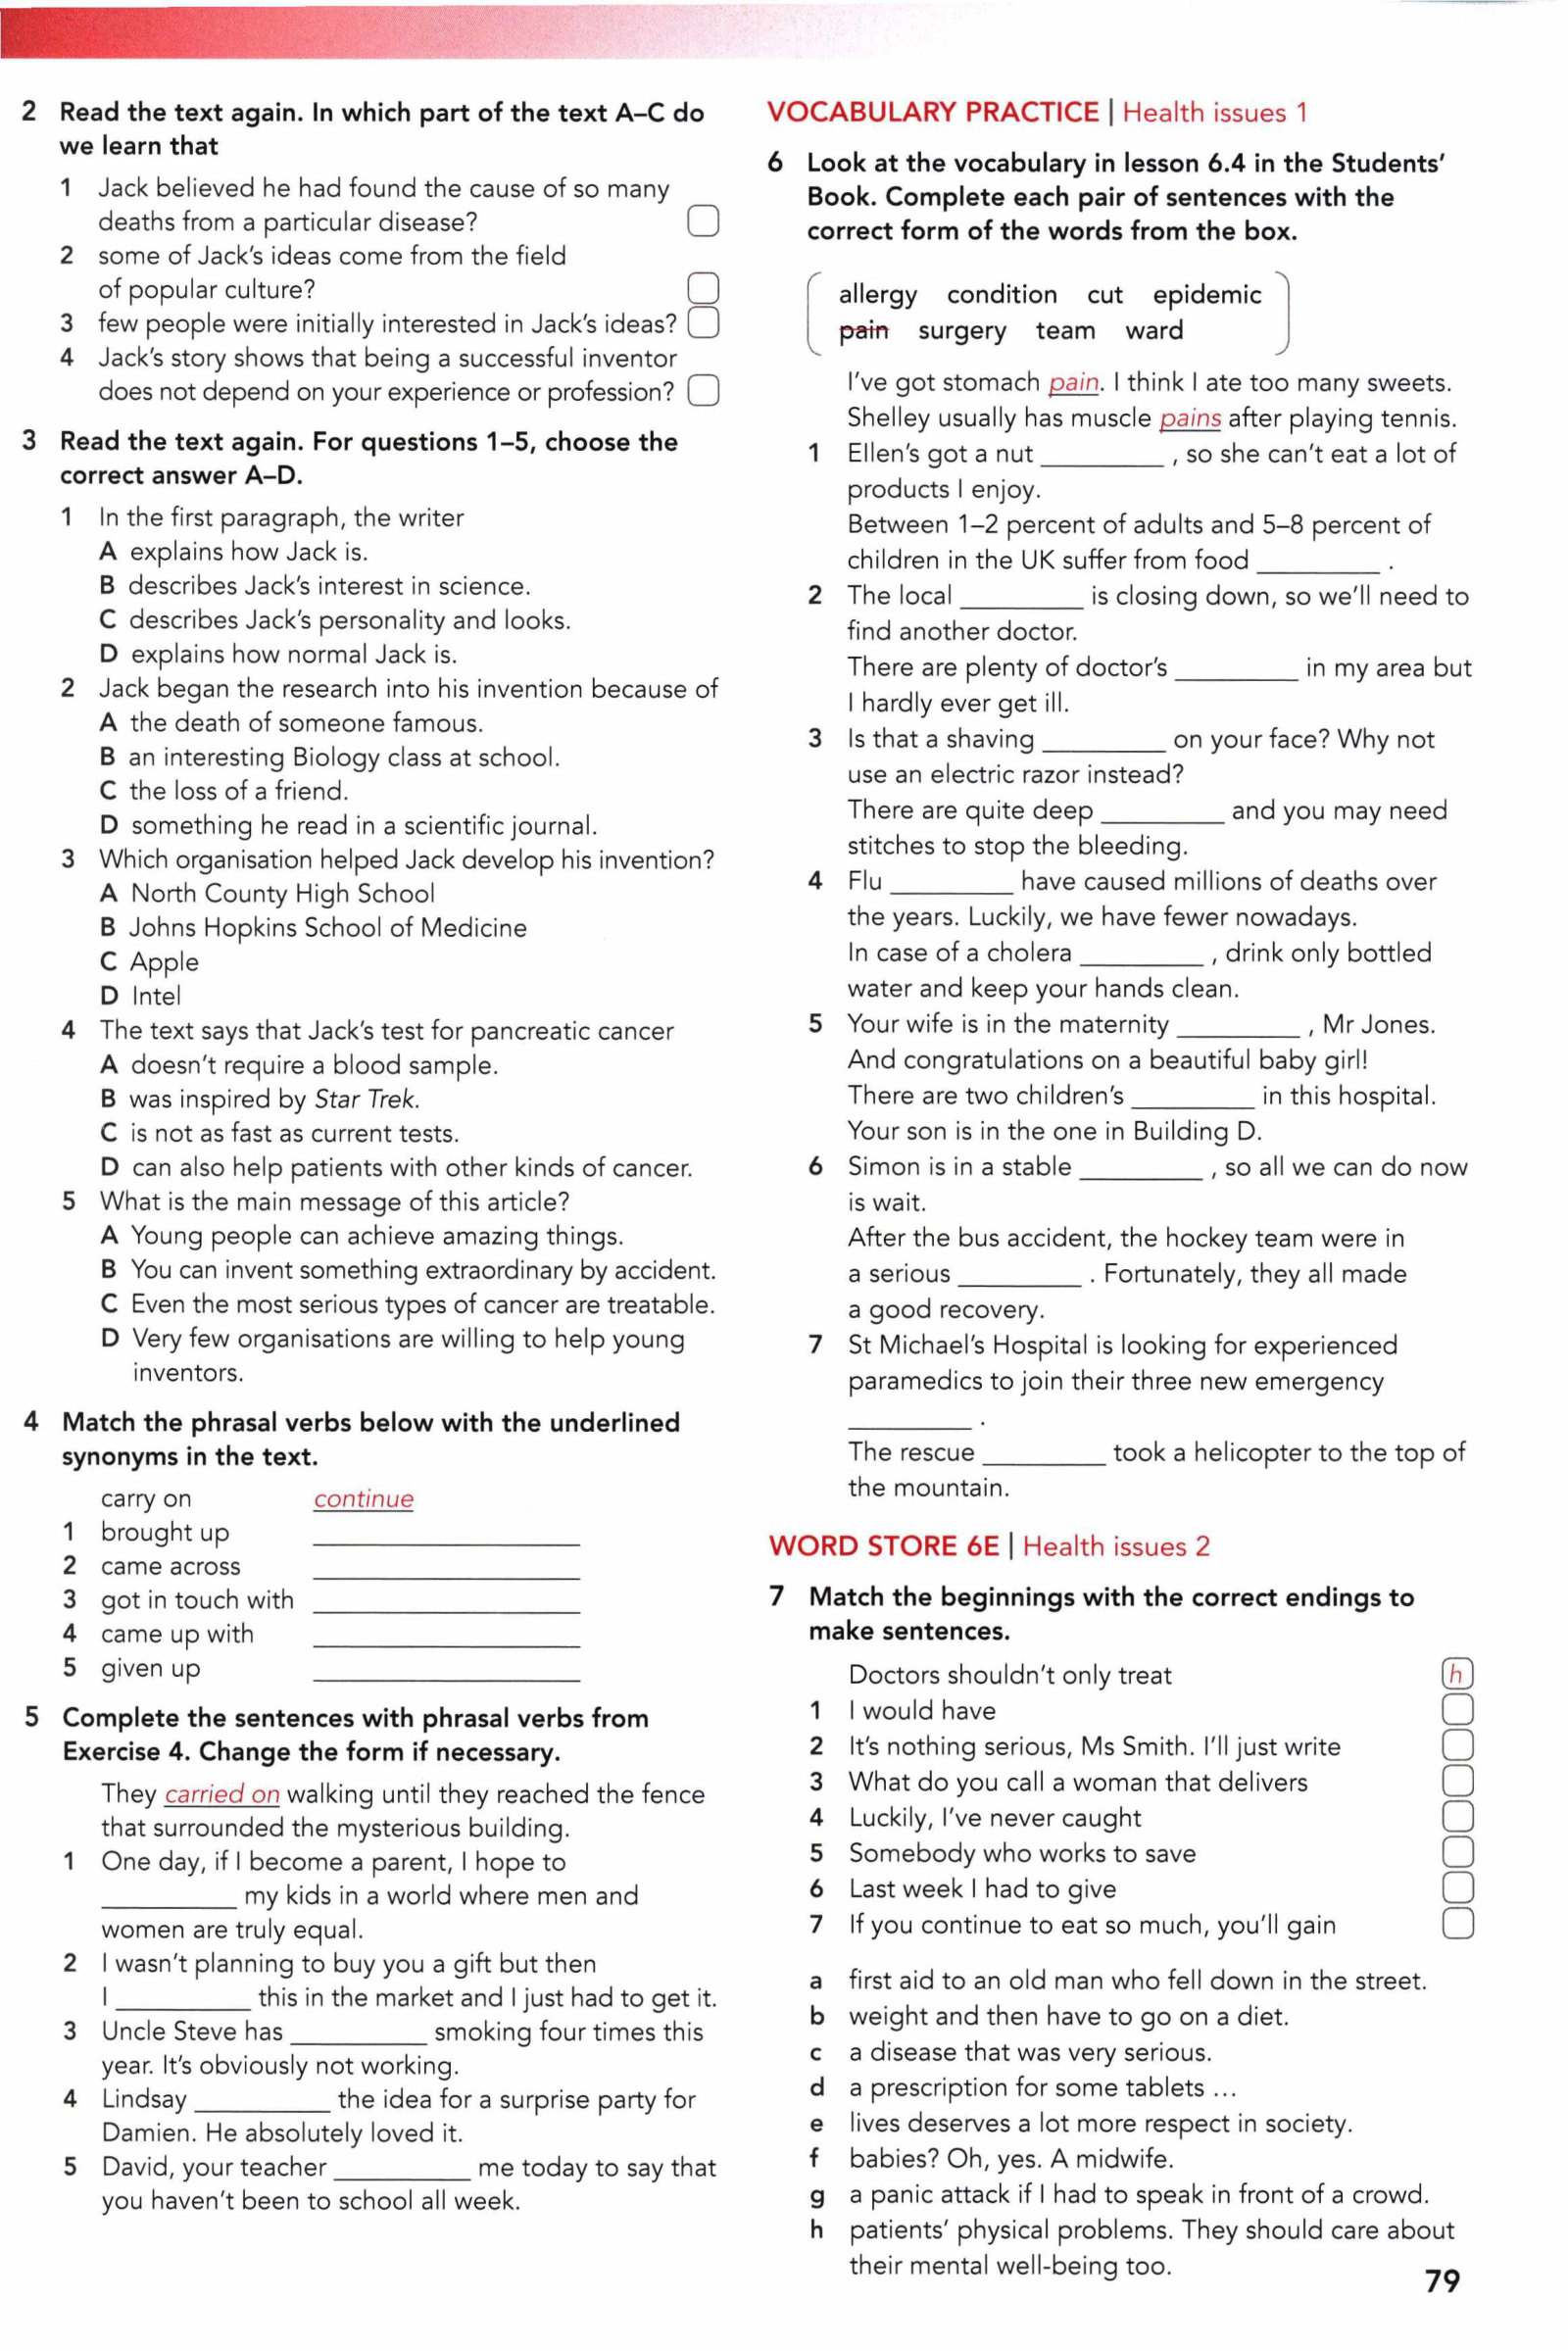 2 Read the text again. In which part of the text A–C do
we learn that
1 Jack believed he had found the cause of so many
deaths from a particular disease?
2 some of Jack's ideas come from the field
of popular culture?
3 few people were initially interested in Jack's ideas?
4 Jack's story shows that being a successful inventor
does not depend on your experience or profession?
3 Read the text again. For questions 1–5, choose the
correct answer A–D.
1 In the first paragraph, the writer
A explains how Jack is.
B describes Jack's interest in science.
C describes Jack's personality and looks.
D explains how normal Jack is.
2 Jack began the research into his invention because of
A the death of someone famous.
B an interesting Biology class at school.
C the loss of a friend.
D something he read in a scientific journal.
3 Which organisation helped Jack develop his invention?
A North County High School
B Johns Hopkins School of Medicine
C Apple
D Intel
4 The text says that Jack's test for pancreatic cancer
A doesn't require a blood sample.
B was inspired by Star Trek.
C is not as fast as current tests.
D can also help patients with other kinds of cancer.
5 What is the main message of this article?
A Young people can achieve amazing things.
B You can invent something extraordinary by accident.
C Even the most serious types of cancer are treatable.
D Very few organisations are willing to help young
inventors.
4 Match the phrasal verbs below with the underlined
synonyms in the text.
carry on continue
1 brought up
2 came across
3 got in touch with
4 came up with
5 given up
5 Complete the sentences with phrasal verbs from
Exercise 4. Change the form if necessary.
They carried on walking until they reached the fence
that surrounded the mysterious building.
1 One day, if I become a parent, I hope to
__________ my kids in a world where men and
women are truly equal.
2 I wasn't planning to buy you a gift but then
I __________ this in the market and I just had to get it.
3 Uncle Steve has __________ smoking four times this
year. It's obviously not working.
4 Lindsay __________ the idea for a surprise party for
Damien. He absolutely loved it.
5 David, your teacher __________ me today to say that
you haven't been to school all week.
VOCABULARY PRACTICE | Health issues 1
6 Look at the vocabulary in lesson 6.4 in the Students'
Book. Complete each pair of sentences with the
correct form of the words from the box.
allergy condition cut epidemic
pain surgery team ward
I've got stomach pain. I think I ate too many sweets.
Shelley usually has muscle pains after playing tennis.
1 Ellen's got a nut __________ , so she can't eat a lot of
products I enjoy.
Between 1–2 percent of adults and 5–8 percent of
children in the UK suffer from food __________ .
2 The local __________ is closing down, so we'll need to
find another doctor.
There are plenty of doctor's __________ in my area but
I hardly ever get ill.
3 Is that a shaving __________ on your face? Why not
use an electric razor instead?
There are quite deep __________ and you may need
stitches to stop the bleeding.
4 Flu __________ have caused millions of deaths over
the years. Luckily, we have fewer nowadays.
In case of a cholera __________ , drink only bottled
water and keep your hands clean.
5 Your wife is in the maternity __________ , Mr Jones.
And congratulations on a beautiful baby girl!
There are two children's __________ in this hospital.
Your son is in the one in Building D.
6 Simon is in a stable __________ , so all we can do now
is wait.
After the bus accident, the hockey team were in
a serious __________ . Fortunately, they all made
a good recovery.
7 St Michael's Hospital is looking for experienced
paramedics to join their three new emergency
__________ .
The rescue __________ took a helicopter to the top of
the mountain.
WORD STORE 6E | Health issues 2
7 Match the beginnings with the correct endings to
make sentences.
Doctors shouldn't only treat h
1 I would have
2 It's nothing serious, Ms Smith. I'll just write
3 What do you call a woman that delivers
4 Luckily, I've never caught
5 Somebody who works to save
6 Last week I had to give
7 If you continue to eat so much, you'll gain
a first aid to an old man who fell down in the street.
b weight and then have to go on a diet.
c a disease that was very serious.
d a prescription for some tablets ...
e lives deserves a lot more respect in society.
f babies? Oh, yes. A midwife.
g a panic attack if I had to speak in front of a crowd.
h patients' physical problems. They should care about
their mental well-being too.
79